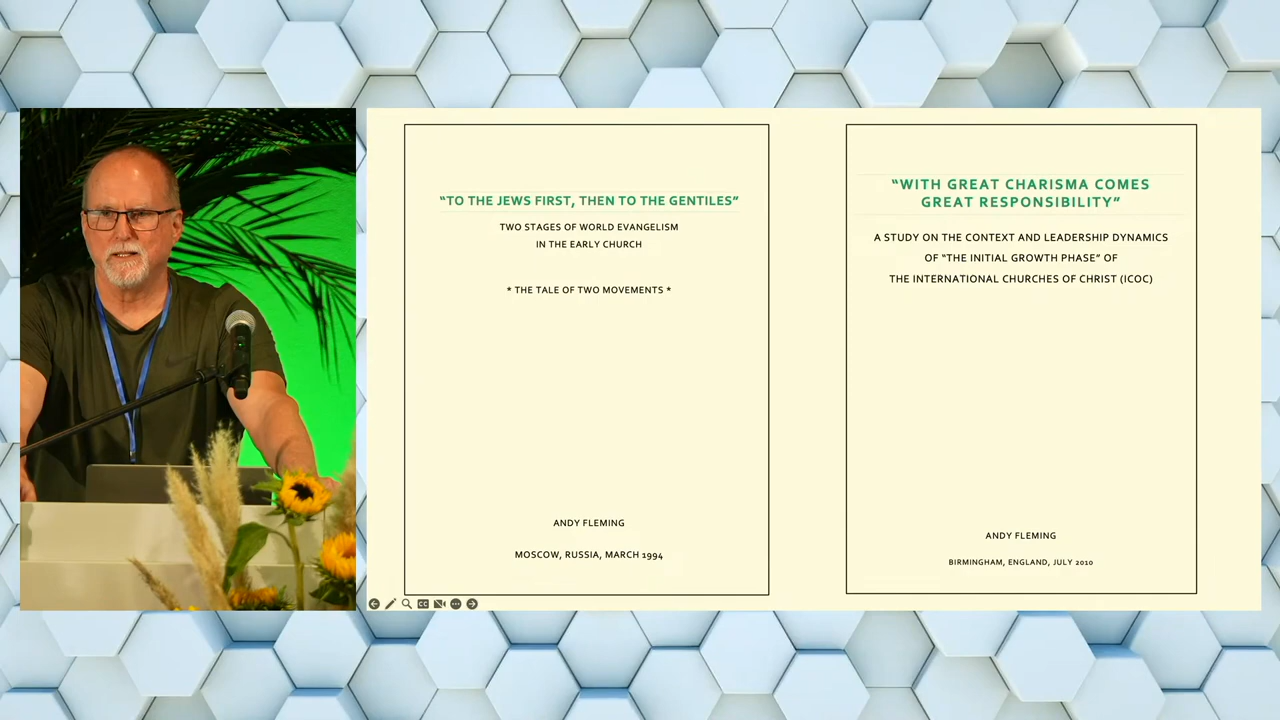 “TO THE JEWS FIRST, THEN TO THE GENTILES”
TWO STAGES OF WORLD EVANGELISM
IN THE EARLY CHURCH
* THE TALE OF TWO MOVEMENTS *
ANDY FLEMING
MOSCOW, RUSSIA, MARCH 1994
“WITH GREAT CHARISMA COMES
GREAT RESPONSIBILITY”
A STUDY ON THE CONTEXT AND LEADERSHIP DYNAMICS
OF “THE INITIAL GROWTH PHASE” OF
THE INTERNATIONAL CHURCHES OF CHRIST (ICOC)
ANDY FLEMING
BIRMINGHAM, ENGLAND, JULY 2010
CC